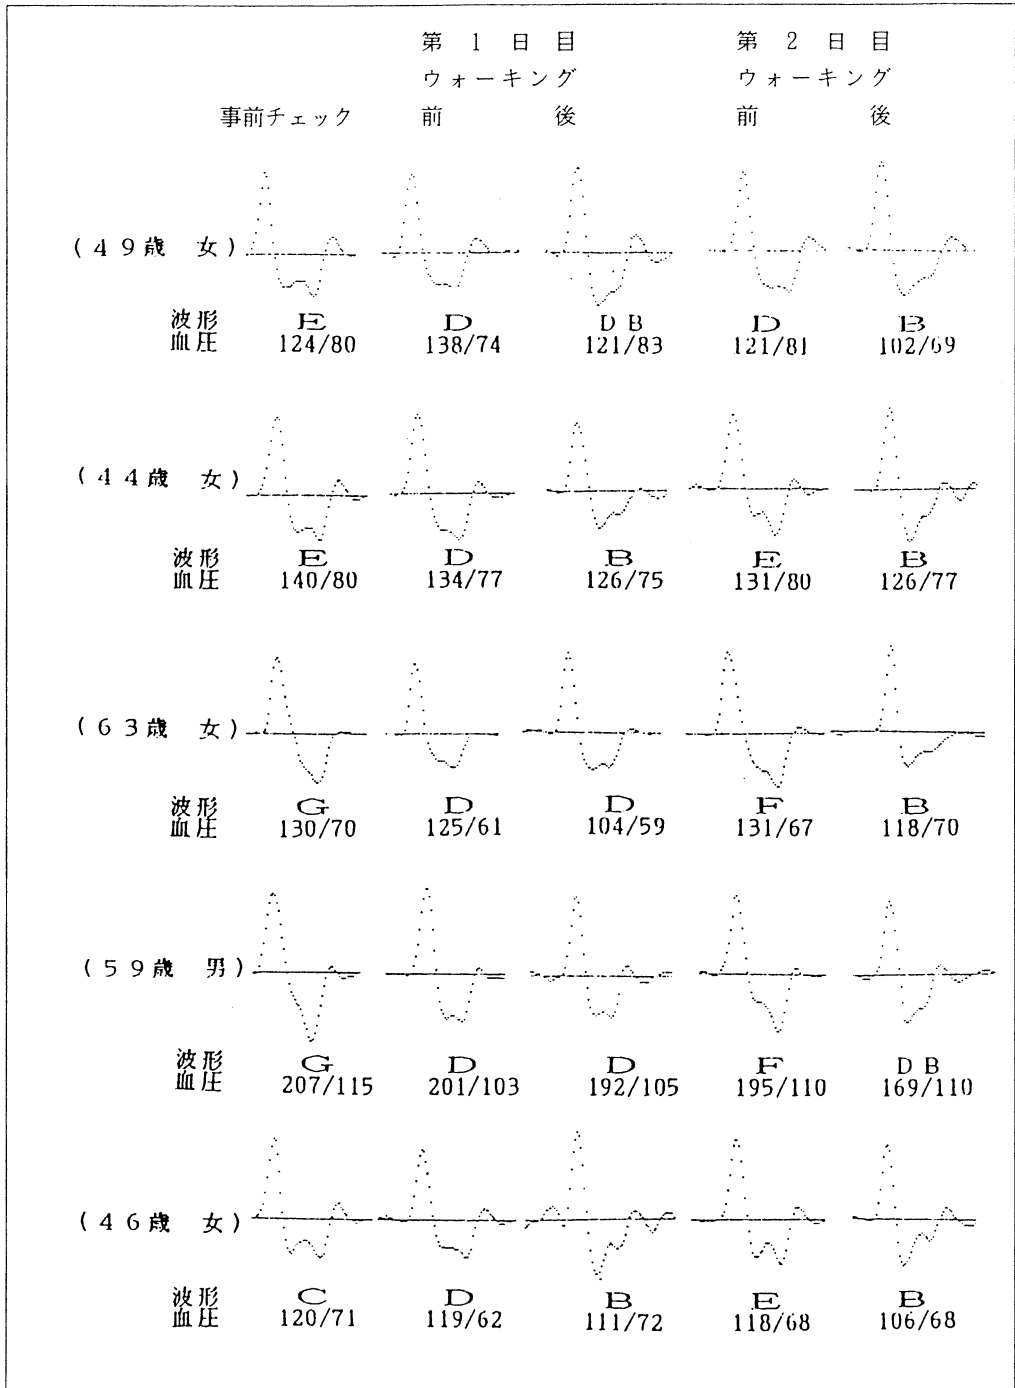 第 1 日 目 第 2 日 目
ウォーキング ウォーキング
事前チェック 前 後 前 後
(49歳 女)
波形 E D D B D B
血圧 124/80 138/74 121/83 121/81 102/69
(44歳 女)
波形 E D B E B
血圧 140/80 134/77 126/75 131/80 126/77
(63歳 女)
波形 G D D F B
血圧 130/70 125/61 104/59 131/67 118/70
(59歳 男)
波形 G D D F D B
血圧 207/115 201/103 192/105 195/110 169/110
(46歳 女)
波形 C D B E B
血圧 120/71 119/62 111/72 118/68 106/68